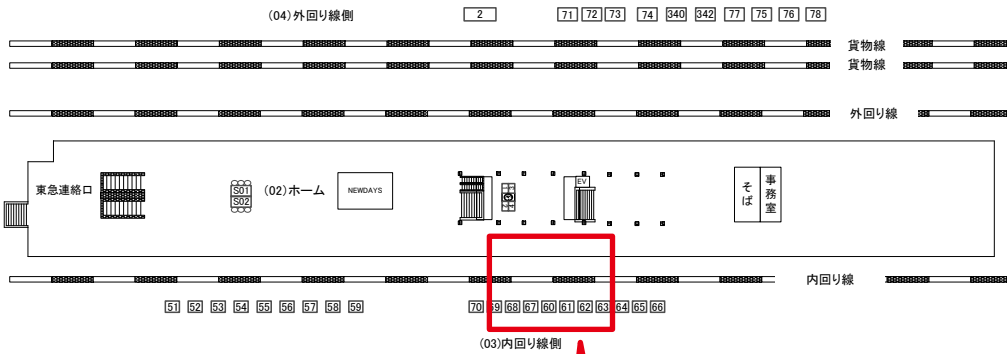 (04)外回り線側
2 71 72 73 74 340 342 77 75 76 78
貨物線
貨物線
外回り線
東急連絡口
S01
S02
(02)ホーム
NEWDAYS
EV
そば
事務室
内回り線
51 52 53 54 55 56 57 58 59 70 69 68 67 60 61 62 63 64 65 66
(03)内回り線側